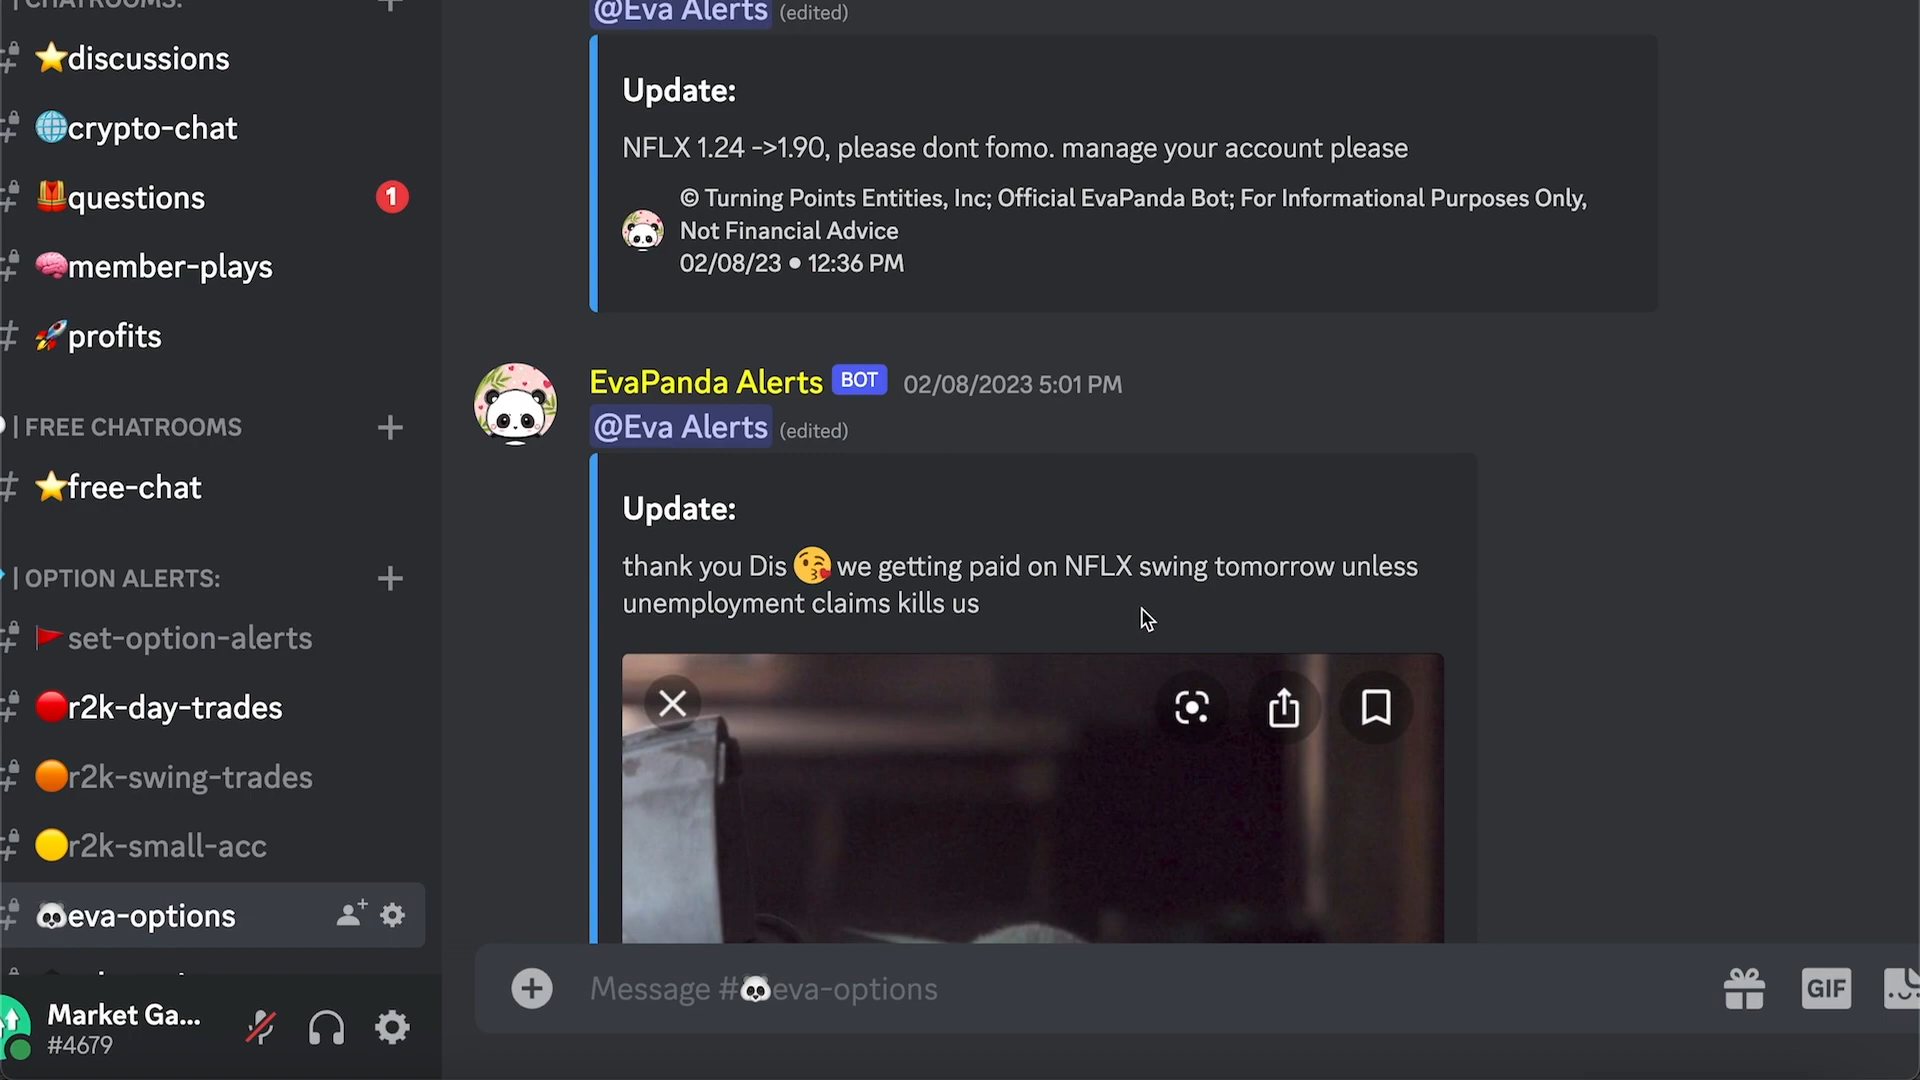 | CHATROOMS:
⭐discussions
🌐crypto-chat
🦺questions
1
🧠member-plays
🚀profits
| FREE CHATROOMS
⭐free-chat
| OPTION ALERTS:
🚩set-option-alerts
🔴r2k-day-trades
🟠r2k-swing-trades
🟡r2k-small-acc
🐼eva-options
Market Ga...
#4679
@Eva Alerts (edited)
Update:
NFLX 1.24 ->1.90, please dont fomo. manage your account please
© Turning Points Entities, Inc; Official EvaPanda Bot; For Informational Purposes Only,
Not Financial Advice
02/08/23 • 12:36 PM
EvaPanda Alerts BOT 02/08/2023 5:01 PM
@Eva Alerts (edited)
Update:
thank you Dis 😘 we getting paid on NFLX swing tomorrow unless
unemployment claims kills us
Message #🐼eva-options
GIF